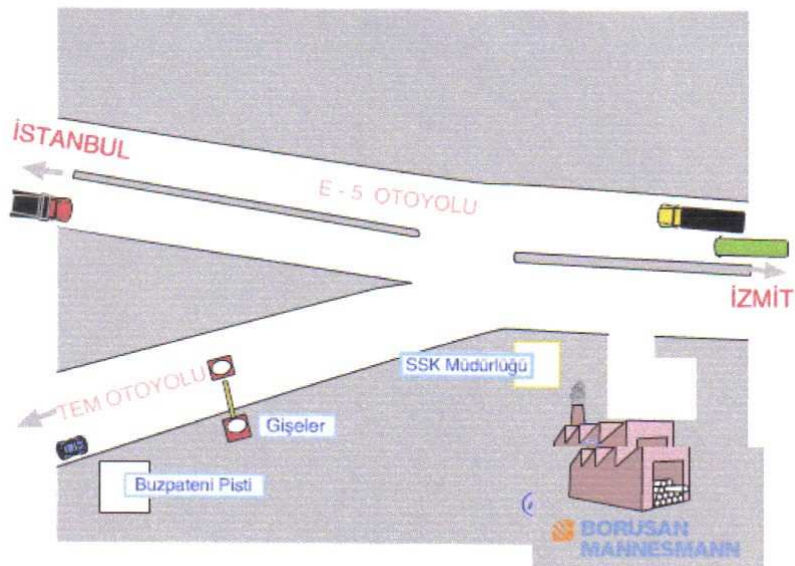 İSTANBUL
E - 5 OTOYOLU
İZMİT
SSK Müdürlüğü
TEM OTOYOLU
Gişeler
Buzpateni Pisti
BORUSAN
MANNESMANN